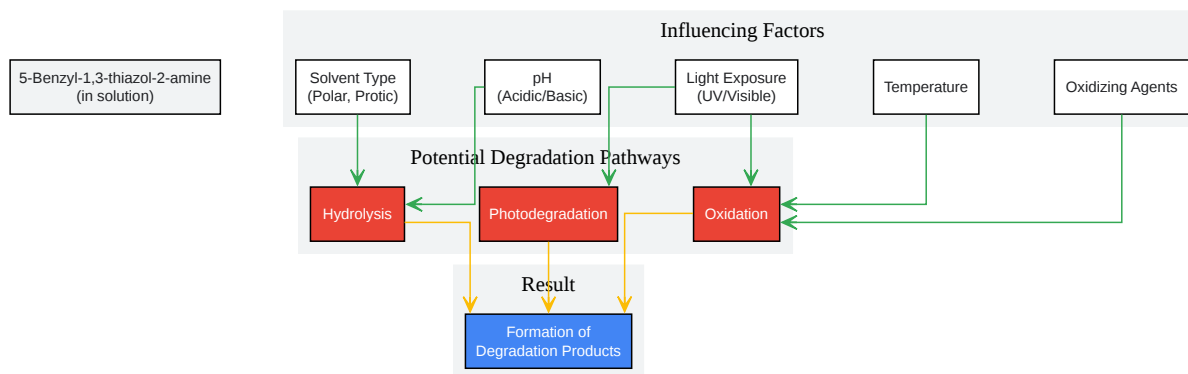 Influencing Factors
5-Benzyl-1,3-thiazol-2-amine
(in solution)
Solvent Type
(Polar, Protic)
pH
(Acidic/Basic)
Light Exposure
(UV/Visible)
Temperature
Oxidizing Agents
Potential Degradation Pathways
Hydrolysis
Photodegradation
Oxidation
Result
Formation of
Degradation Products